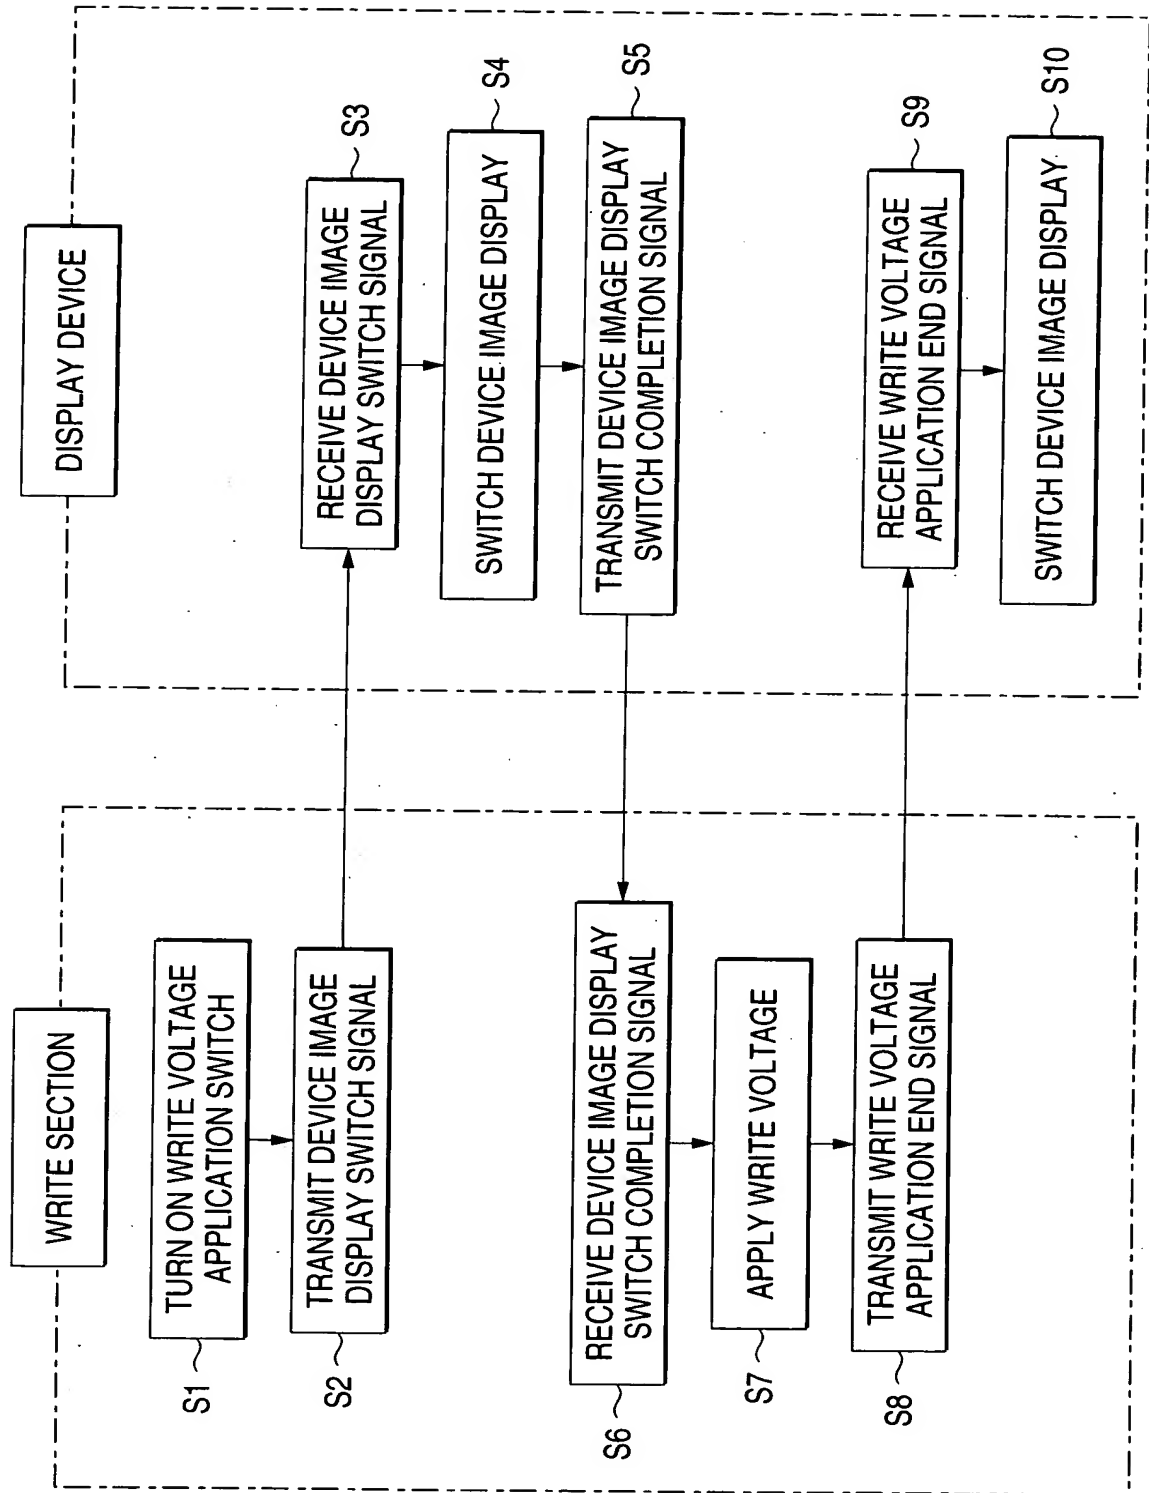 WRITE SECTION
TURN ON WRITE VOLTAGE
APPLICATION SWITCH
S1
TRANSMIT DEVICE IMAGE
DISPLAY SWITCH SIGNAL
S2
DISPLAY DEVICE
RECEIVE DEVICE IMAGE
DISPLAY SWITCH SIGNAL
S3
SWITCH DEVICE IMAGE DISPLAY
S4
TRANSMIT DEVICE IMAGE DISPLAY
SWITCH COMPLETION SIGNAL
S5
RECEIVE DEVICE IMAGE DISPLAY
SWITCH COMPLETION SIGNAL
S6
APPLY WRITE VOLTAGE
S7
TRANSMIT WRITE VOLTAGE
APPLICATION END SIGNAL
S8
RECEIVE WRITE VOLTAGE
APPLICATION END SIGNAL
S9
SWITCH DEVICE IMAGE DISPLAY
S10